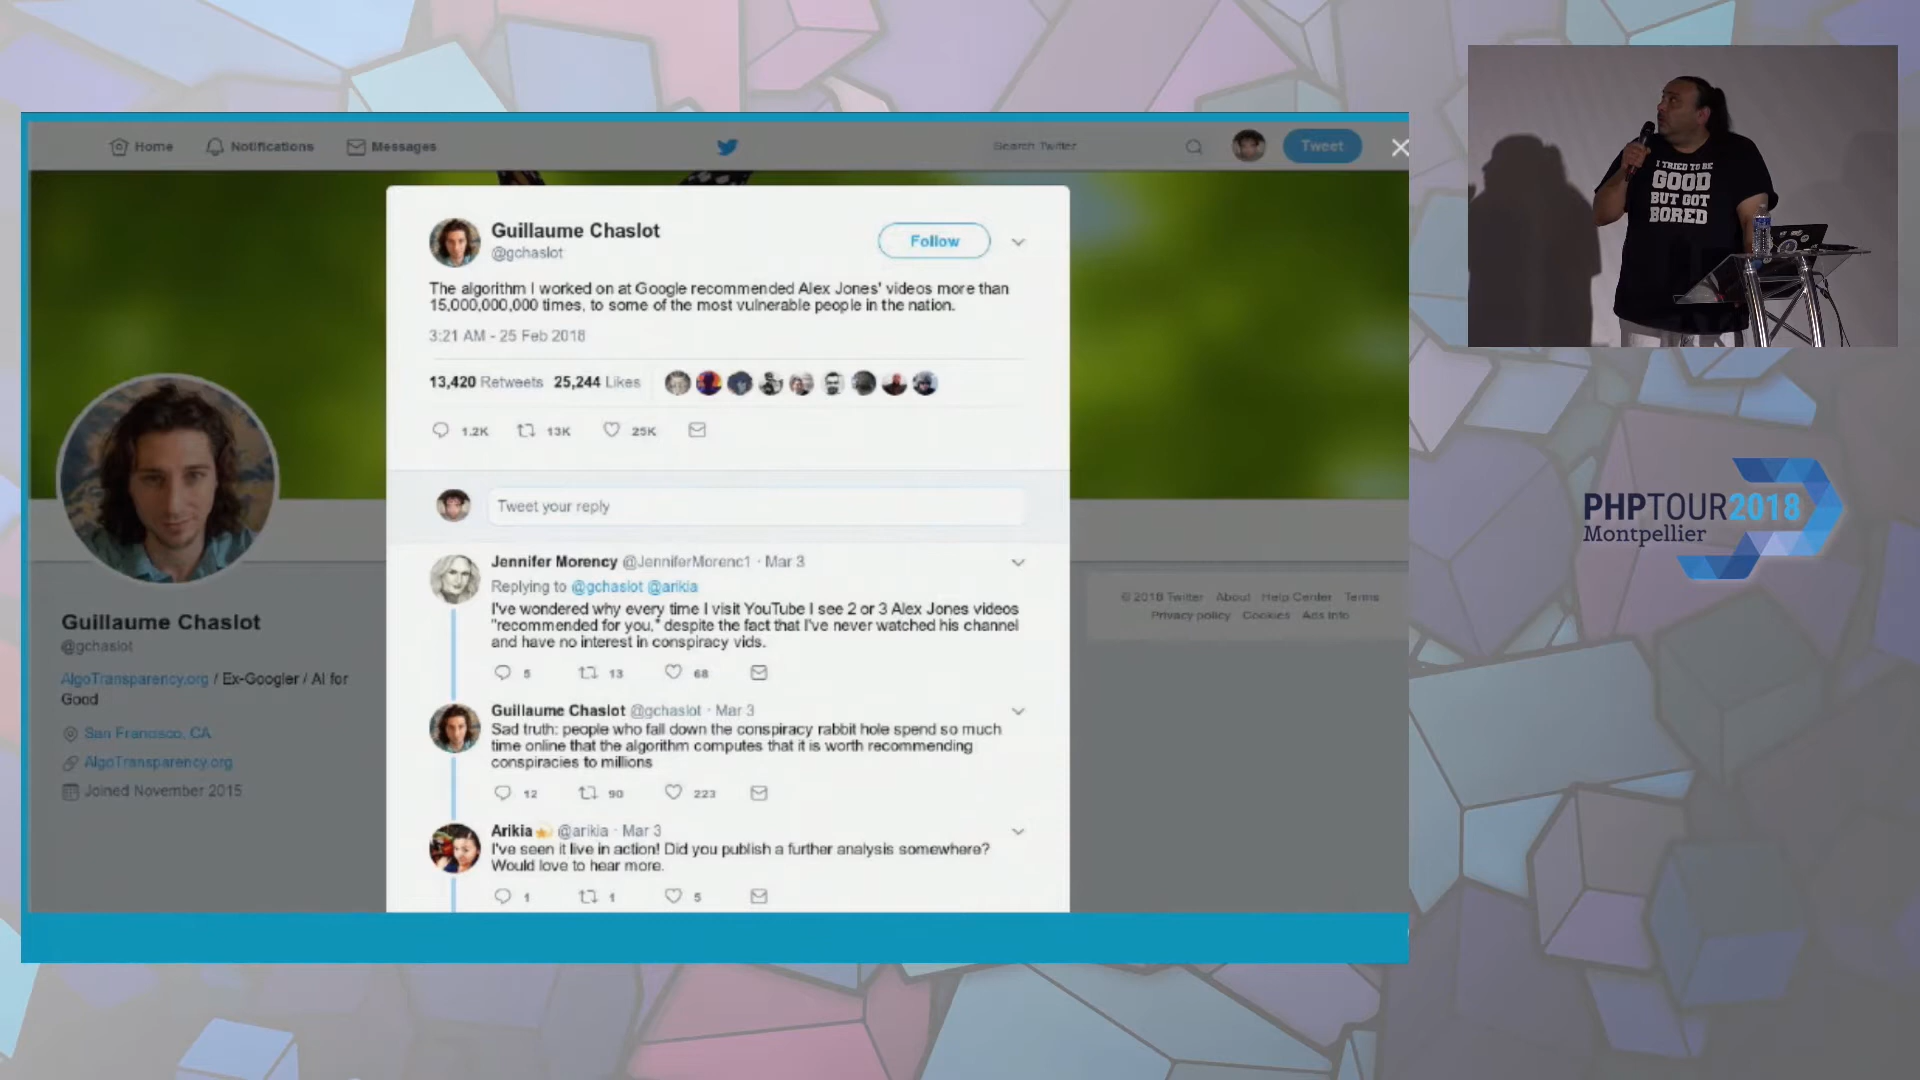 Home
Notifications
Messages
Search Twitter
Tweet
Guillaume Chaslot
@gchaslot
Follow
The algorithm I worked on at Google recommended Alex Jones' videos more than
15,000,000,000 times, to some of the most vulnerable people in the nation.
3:21 AM - 25 Feb 2018
13,420 Retweets 25,244 Likes
1.2K 13K 25K
Tweet your reply
Jennifer Morency @JenniferMorenc1 · Mar 3
Replying to @gchaslot @arikia
I've wondered why every time I visit YouTube I see 2 or 3 Alex Jones videos
"recommended for you," despite the fact that I've never watched his channel
and have no interest in conspiracy vids.
5 13 68
Guillaume Chaslot @gchaslot · Mar 3
Sad truth: people who fall down the conspiracy rabbit hole spend so much
time online that the algorithm computes that it is worth recommending
conspiracies to millions
12 90 223
Arikia @arikia · Mar 3
I've seen it live in action! Did you publish a further analysis somewhere?
Would love to hear more.
1 1 5
Guillaume Chaslot
@gchaslot
AlgoTransparency.org / Ex-Googler / AI for
Good
San Francisco, CA
AlgoTransparency.org
Joined November 2015
© 2018 Twitter About Help Center Terms
Privacy policy Cookies Ads info
I TRIED TO BE
GOOD
BUT GOT
BORED
PHPTOUR2018
Montpellier